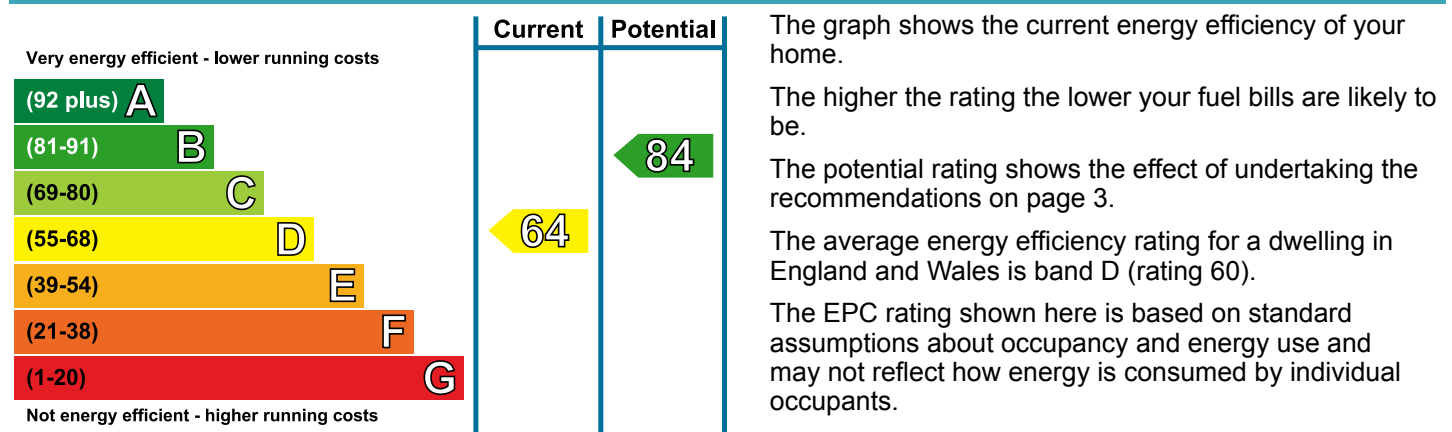 Current Potential
Very energy efficient - lower running costs
(92 plus) A
(81-91) B
84
(69-80) C
(55-68) D
64
(39-54) E
(21-38) F
(1-20) G
Not energy efficient - higher running costs
The graph shows the current energy efficiency of your
home.
The higher the rating the lower your fuel bills are likely to
be.
The potential rating shows the effect of undertaking the
recommendations on page 3.
The average energy efficiency rating for a dwelling in
England and Wales is band D (rating 60).
The EPC rating shown here is based on standard
assumptions about occupancy and energy use and
may not reflect how energy is consumed by individual
occupants.